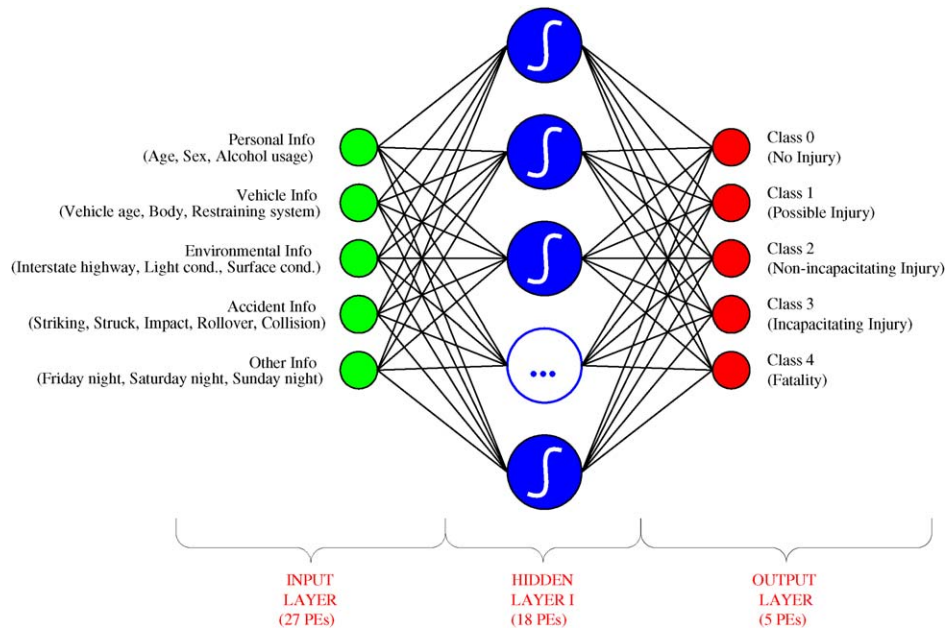 Personal Info
(Age, Sex, Alcohol usage)
Vehicle Info
(Vehicle age, Body, Restraining system)
Environmental Info
(Interstate highway, Light cond., Surface cond.)
Accident Info
(Striking, Struck, Impact, Rollover, Collision)
Other Info
(Friday night, Saturday night, Sunday night)
...
Class 0
(No Injury)
Class 1
(Possible Injury)
Class 2
(Non-incapacitating Injury)
Class 3
(Incapacitating Injury)
Class 4
(Fatality)
INPUT
LAYER
(27 PEs)
HIDDEN
LAYER I
(18 PEs)
OUTPUT
LAYER
(5 PEs)